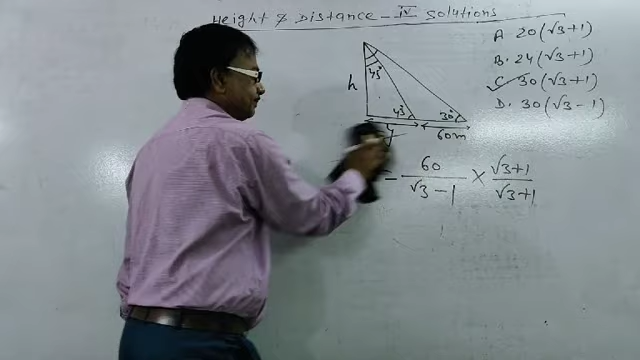 Height & Distance - IV solutions
A 20(√3+1)
B. 24(√3+1)
C 30(√3+1)
D. 30(√3-1)
45°
h
45° 30°
y 60m
= 60/(√3-1) × (√3+1)/(√3+1)